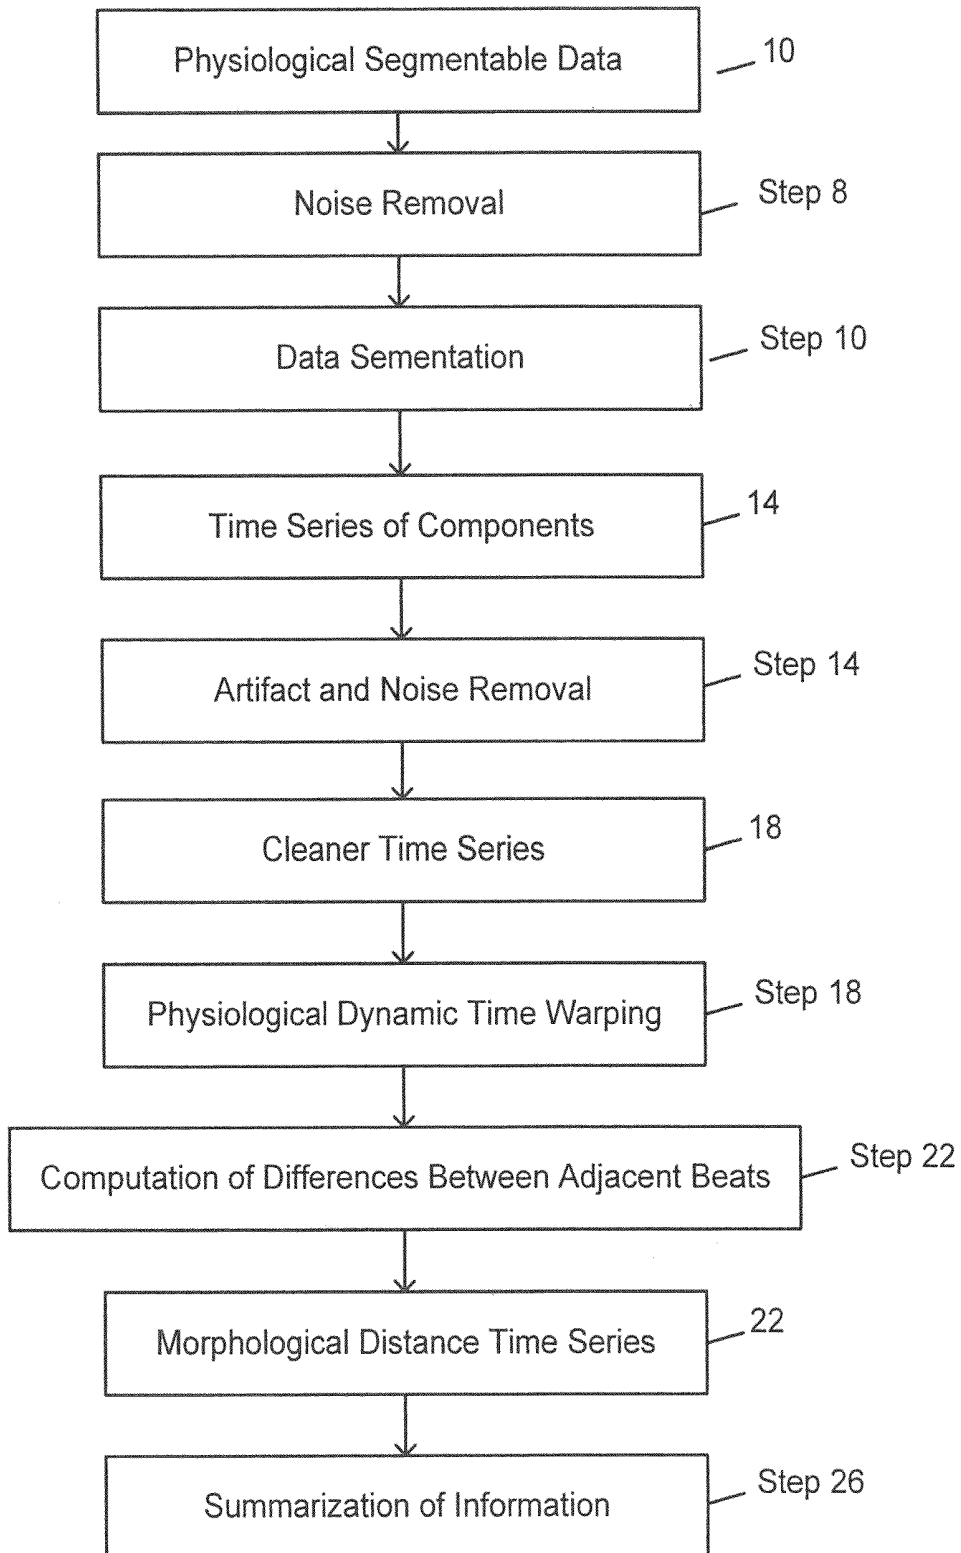 Physiological Segmentable Data
10
Noise Removal
Step 8
Data Sementation
Step 10
Time Series of Components
14
Artifact and Noise Removal
Step 14
Cleaner Time Series
18
Physiological Dynamic Time Warping
Step 18
Computation of Differences Between Adjacent Beats
Step 22
Morphological Distance Time Series
22
Summarization of Information
Step 26